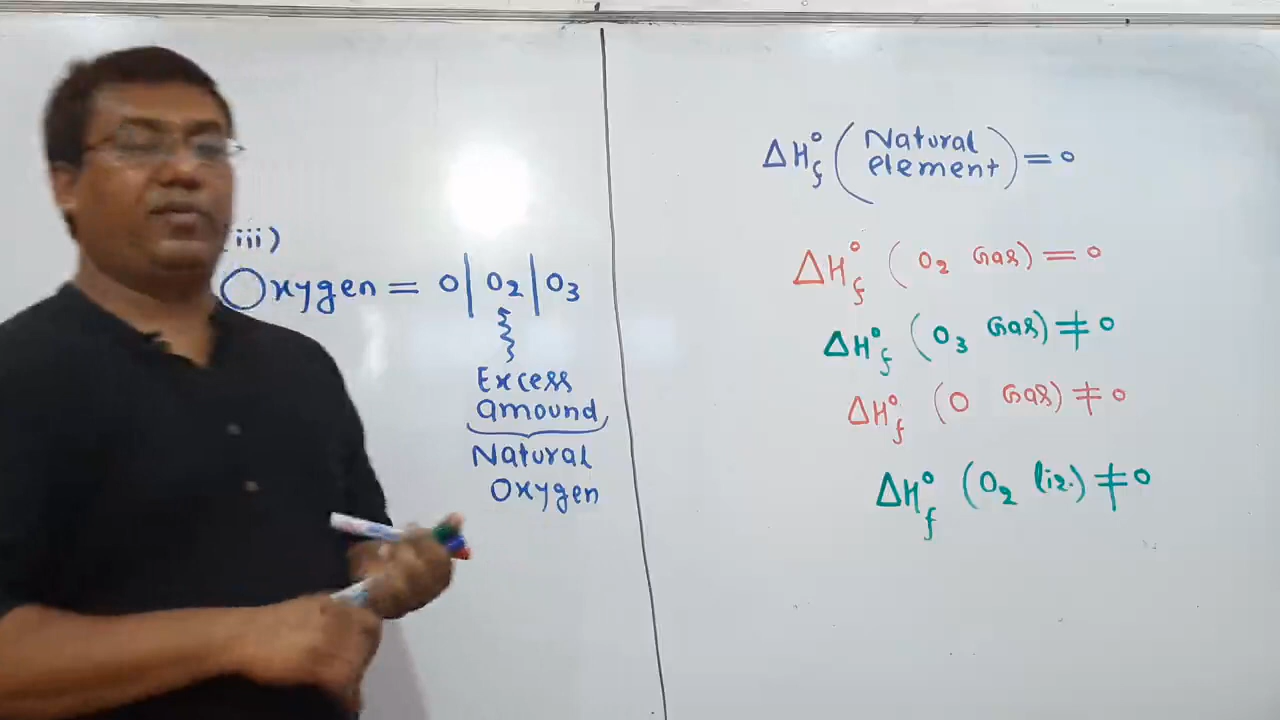 iii)
Oxygen = O | O₂ | O₃
Excess
amound
Natural
Oxygen
ΔH°f (Natural element) = 0
ΔH°f (O₂ Gas) = 0
ΔH°f (O₃ Gas) ≠ 0
ΔH°f (O Gas) ≠ 0
ΔH°f (O₂ liz.) ≠ 0